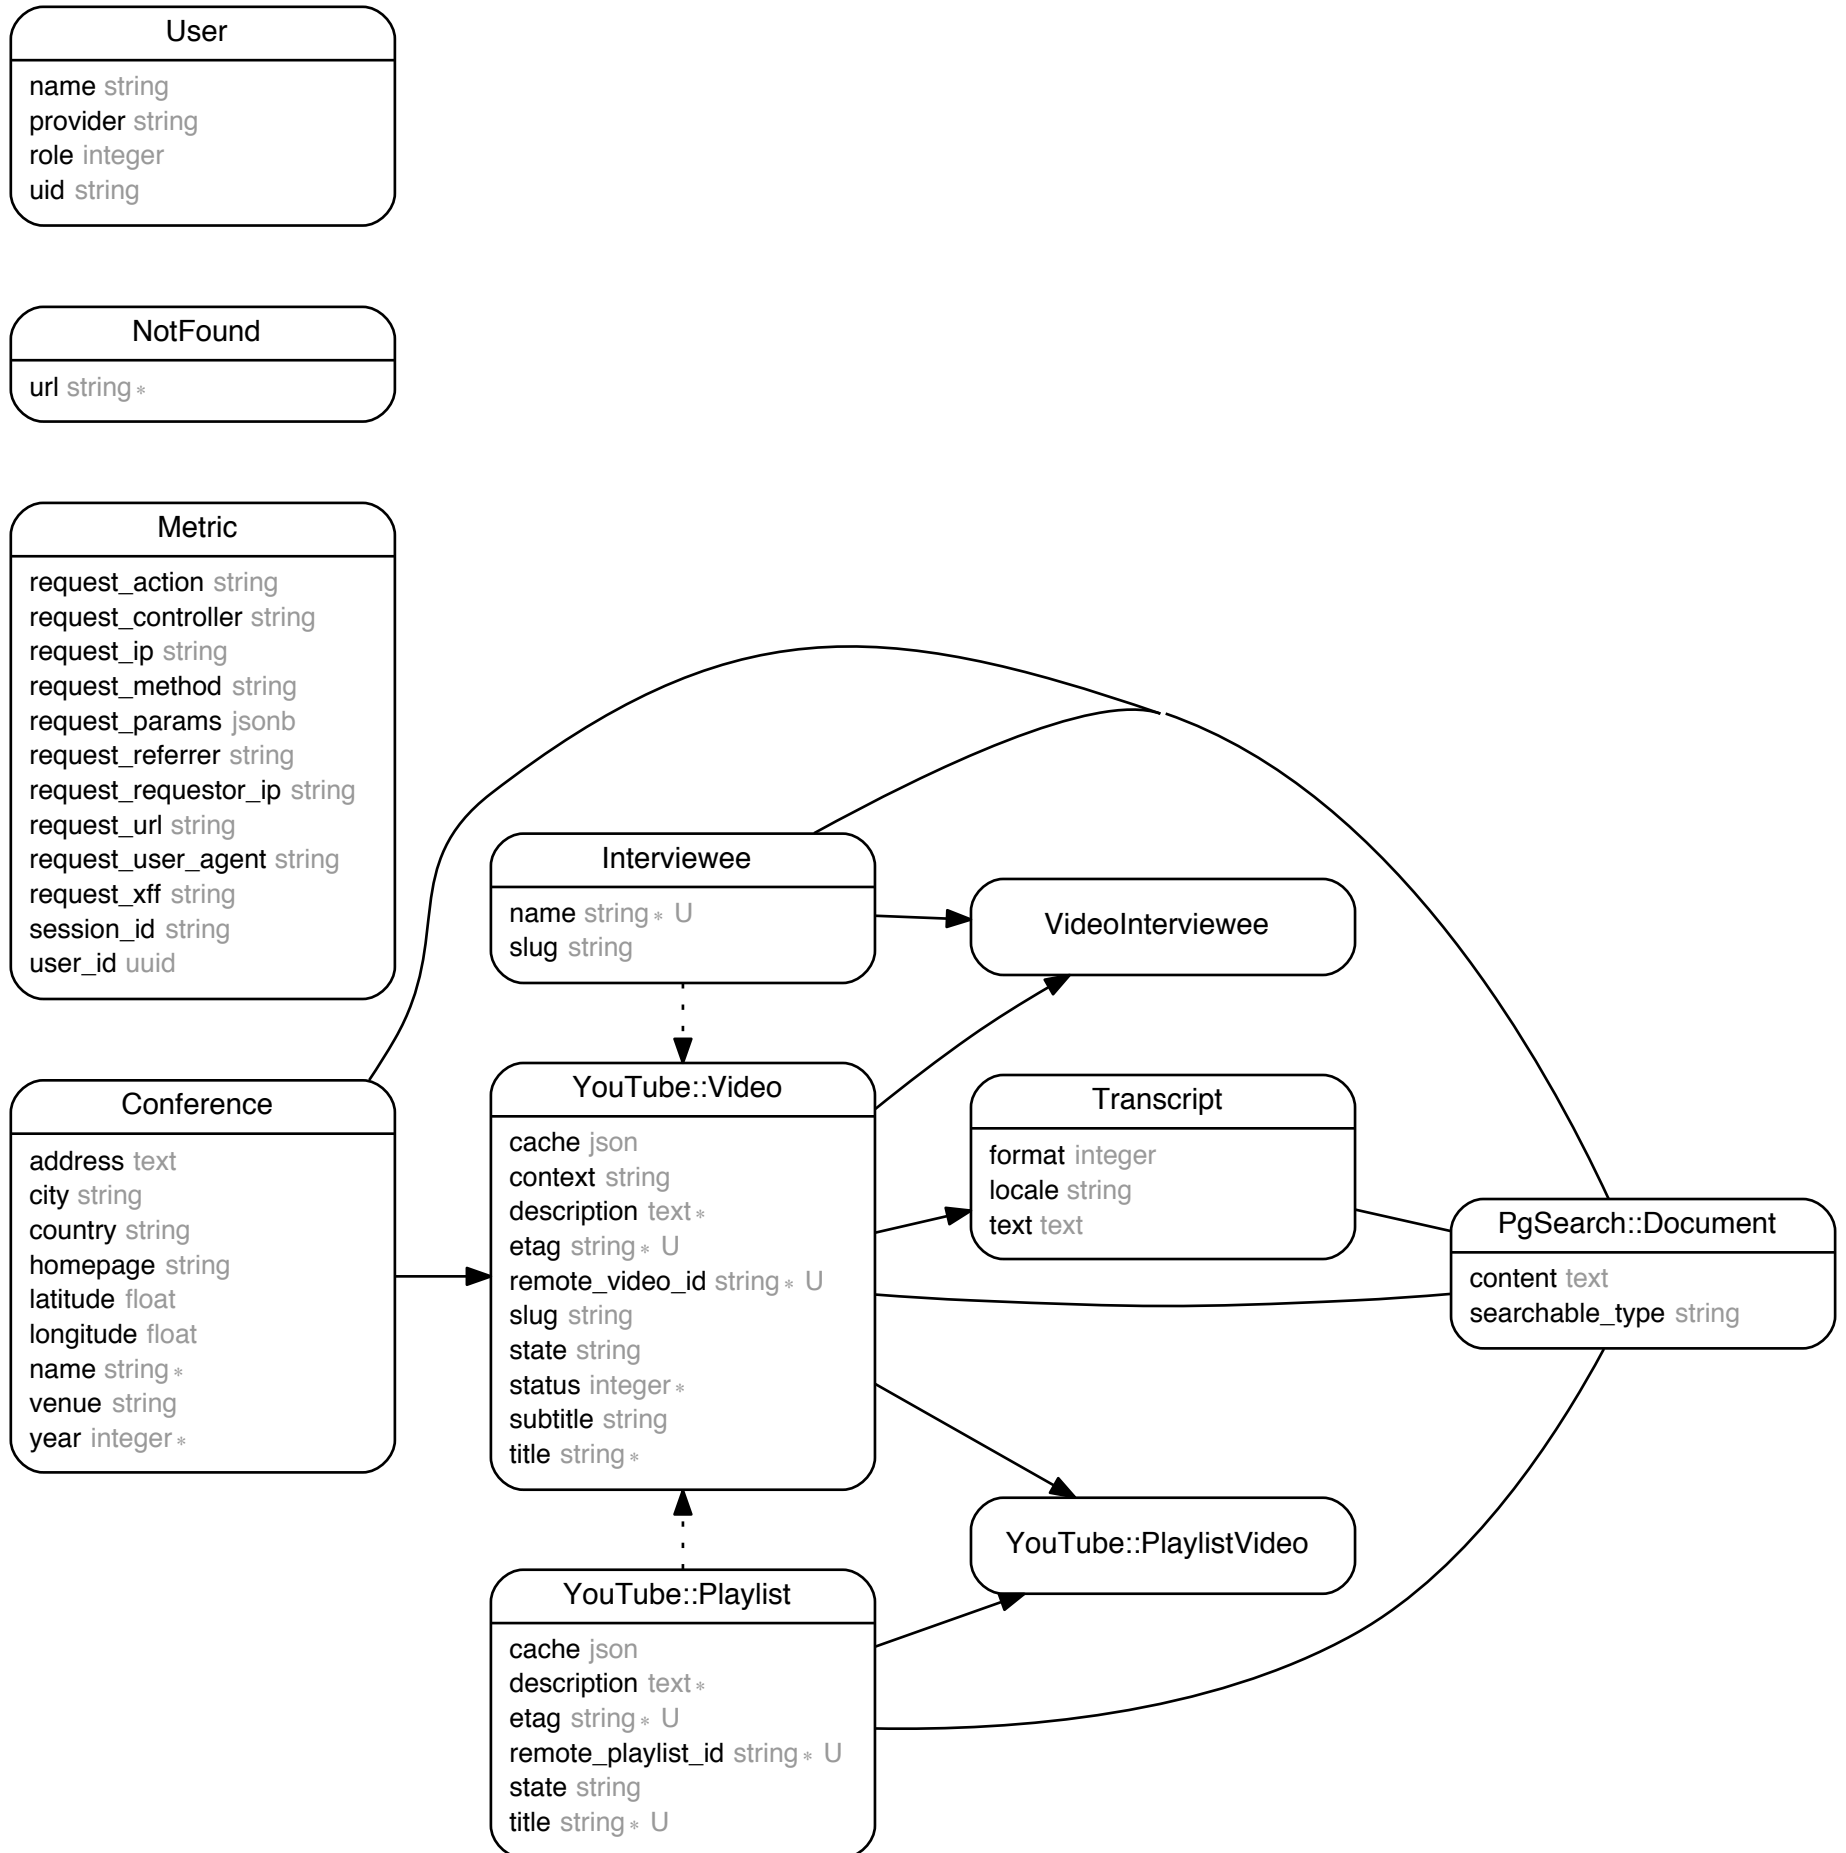 User
name string
provider string
role integer
uid string
NotFound
url string *
Metric
request_action string
request_controller string
request_ip string
request_method string
request_params jsonb
request_referrer string
request_requestor_ip string
request_url string
request_user_agent string
request_xff string
session_id string
user_id uuid
Conference
address text
city string
country string
homepage string
latitude float
longitude float
name string *
venue string
year integer *
Interviewee
name string * U
slug string
YouTube::Video
cache json
context string
description text *
etag string * U
remote_video_id string * U
slug string
state string
status integer *
subtitle string
title string *
YouTube::Playlist
cache json
description text *
etag string * U
remote_playlist_id string * U
state string
title string * U
VideoInterviewee
Transcript
format integer
locale string
text text
YouTube::PlaylistVideo
PgSearch::Document
content text
searchable_type string